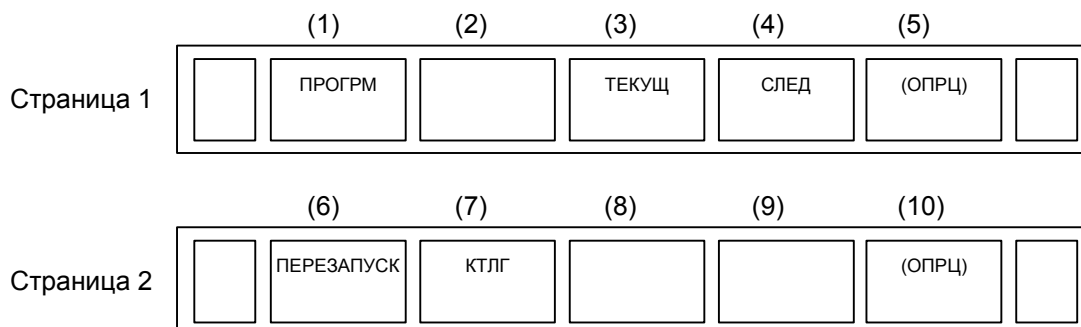 (1) (2) (3) (4) (5)
Страница 1 ПРОГРМ ТЕКУЩ СЛЕД (ОПРЦ)
(6) (7) (8) (9) (10)
Страница 2 ПЕРЕЗАПУСК КТЛГ (ОПРЦ)